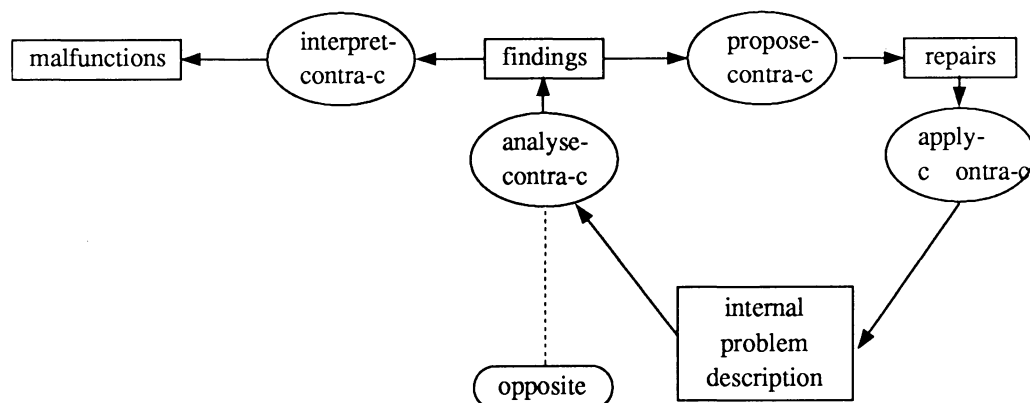 malfunctions
interpret-
contra-c
findings
propose-
contra-c
repairs
analyse-
contra-c
apply-
c ontra-c
internal
problem
description
opposite